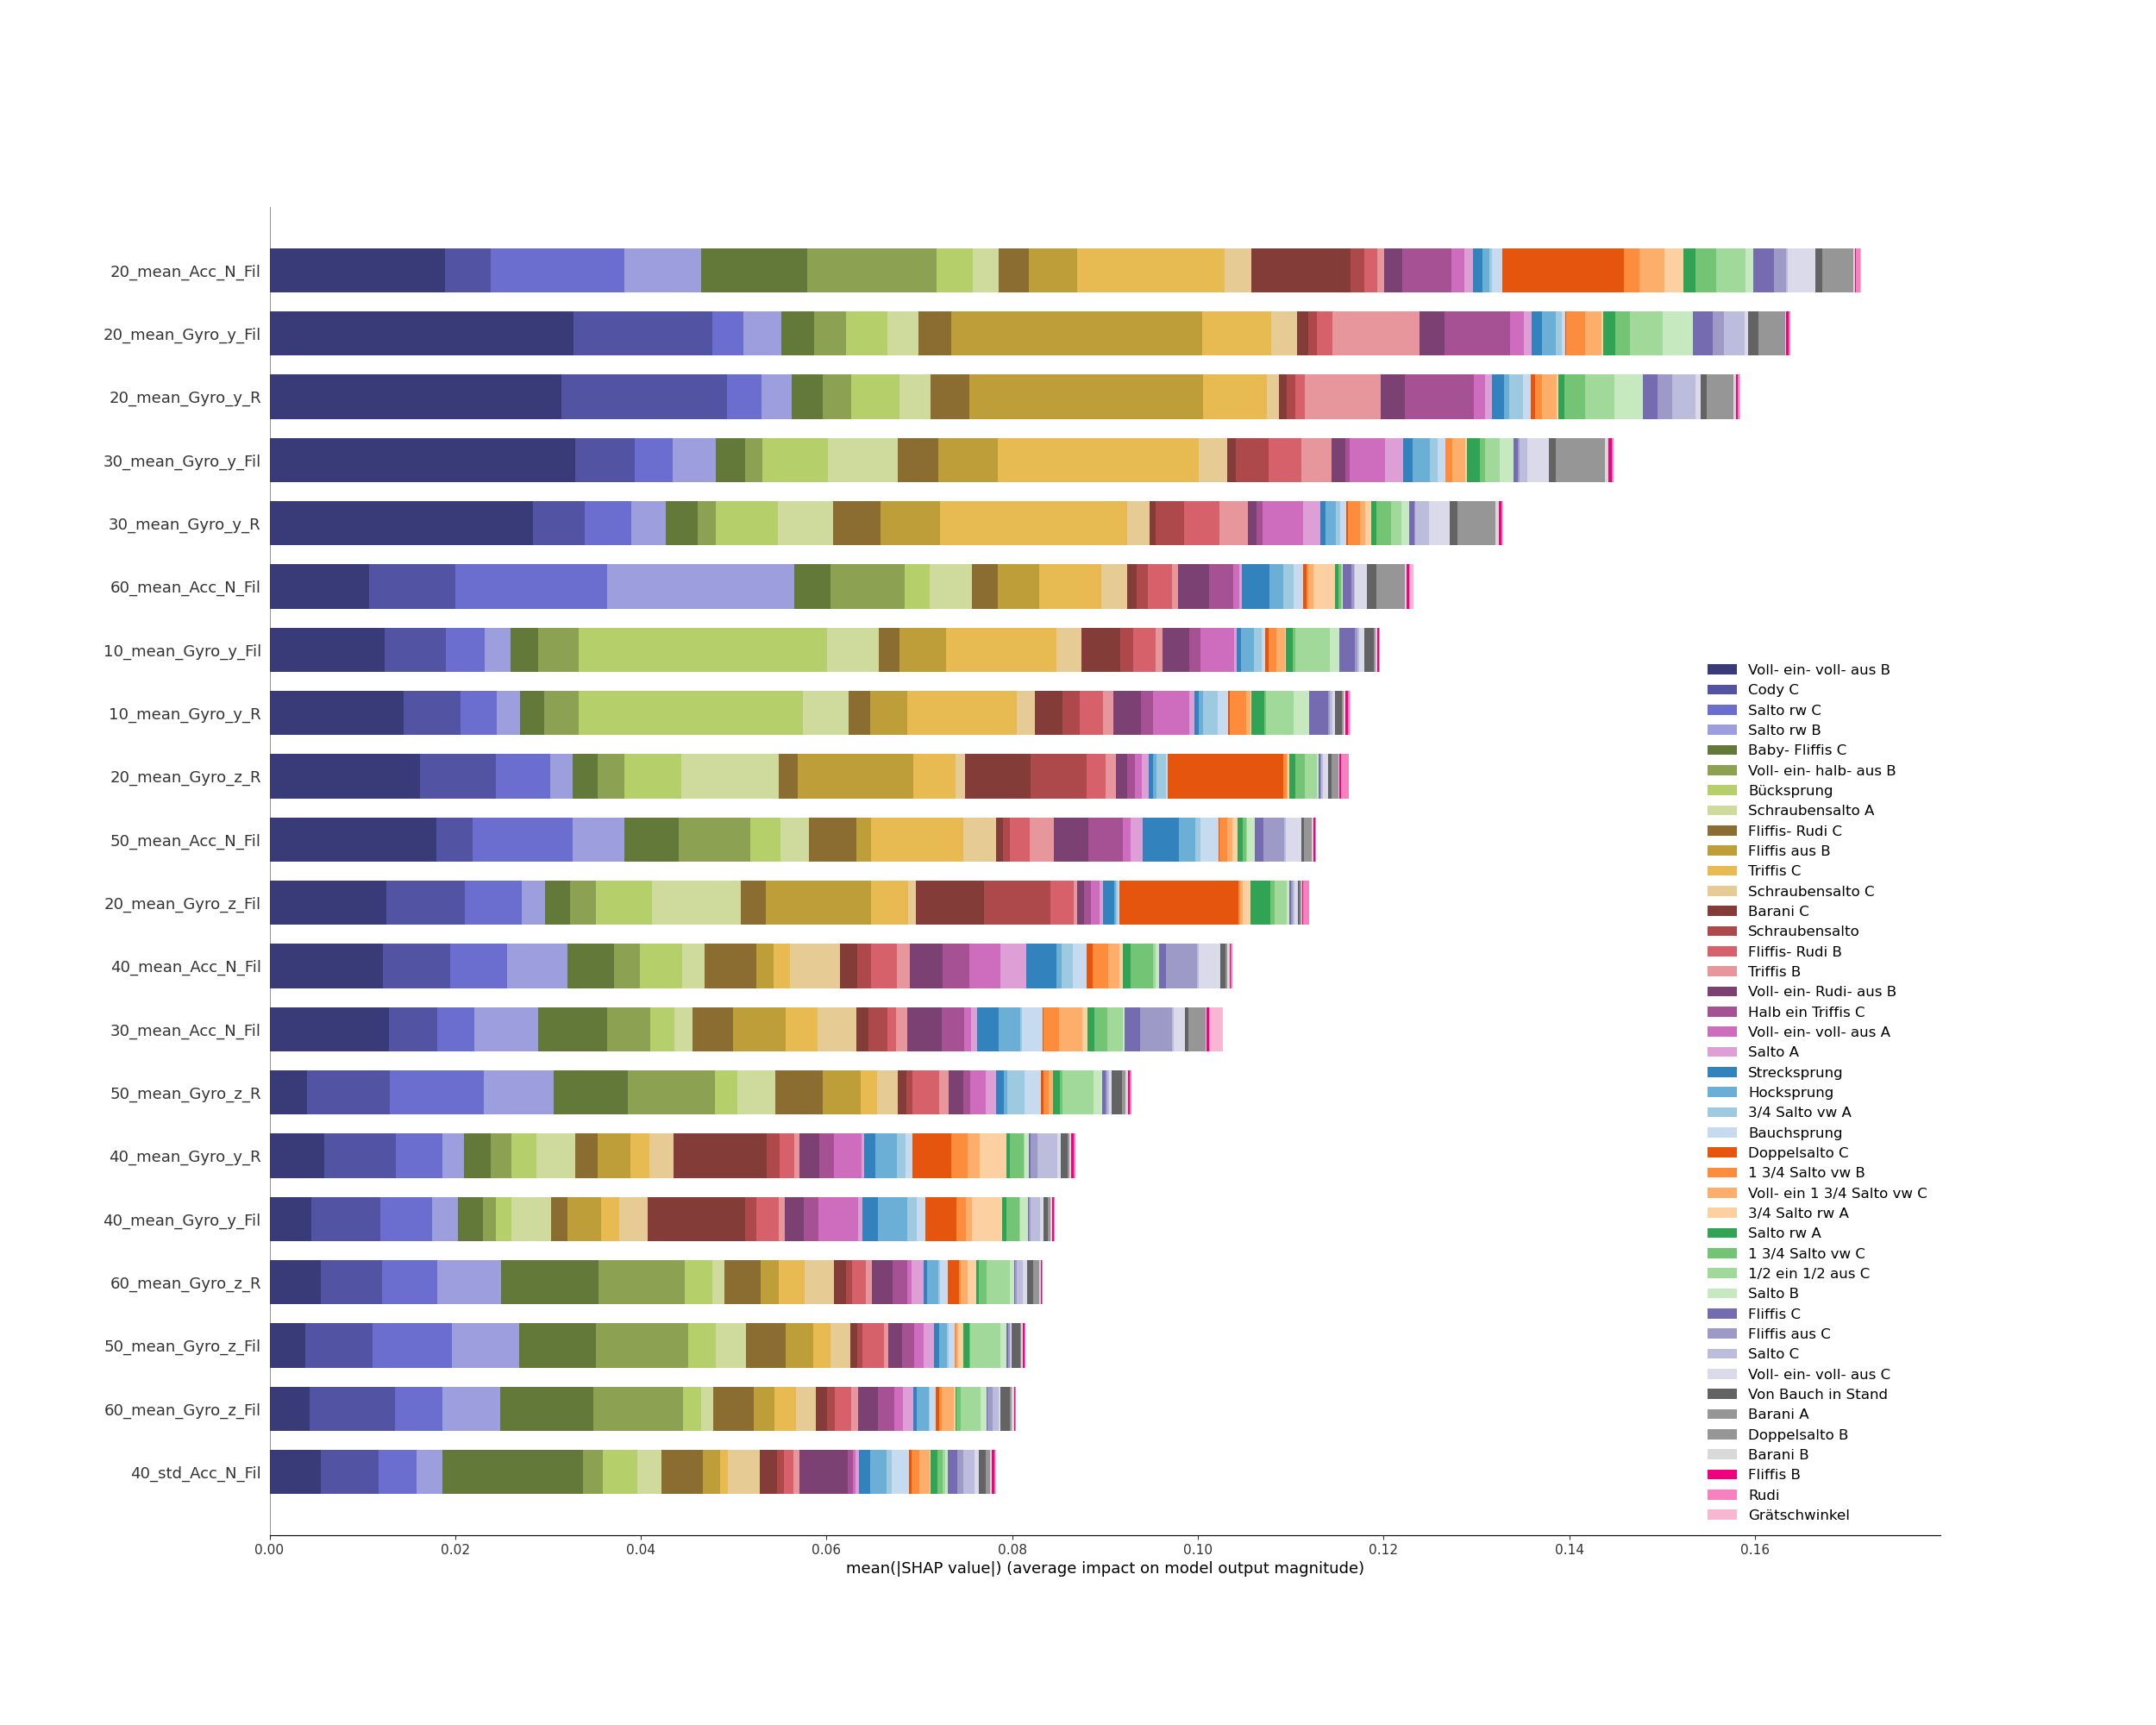 20_mean_Acc_N_Fil
20_mean_Gyro_y_Fil
20_mean_Gyro_y_R
30_mean_Gyro_y_Fil
30_mean_Gyro_y_R
60_mean_Acc_N_Fil
10_mean_Gyro_y_Fil
10_mean_Gyro_y_R
20_mean_Gyro_z_R
50_mean_Acc_N_Fil
20_mean_Gyro_z_Fil
40_mean_Acc_N_Fil
30_mean_Acc_N_Fil
50_mean_Gyro_z_R
40_mean_Gyro_y_R
40_mean_Gyro_y_Fil
60_mean_Gyro_z_R
50_mean_Gyro_z_Fil
60_mean_Gyro_z_Fil
40_std_Acc_N_Fil
Voll- ein- voll- aus B
Cody C
Salto rw C
Salto rw B
Baby- Fliffis C
Voll- ein- halb- aus B
Bücksprung
Schraubensalto A
Fliffis- Rudi C
Fliffis aus B
Triffis C
Schraubensalto C
Barani C
Schraubensalto
Fliffis- Rudi B
Triffis B
Voll- ein- Rudi- aus B
Halb ein Triffis C
Voll- ein- voll- aus A
Salto A
Strecksprung
Hocksprung
3/4 Salto vw A
Bauchsprung
Doppelsalto C
1 3/4 Salto vw B
Voll- ein 1 3/4 Salto vw C
3/4 Salto rw A
Salto rw A
1 3/4 Salto vw C
1/2 ein 1/2 aus C
Salto B
Fliffis C
Fliffis aus C
Salto C
Voll- ein- voll- aus C
Von Bauch in Stand
Barani A
Doppelsalto B
Barani B
Fliffis B
Rudi
Grätschwinkel
0.00 0.02 0.04 0.06 0.08 0.10 0.12 0.14 0.16
mean(|SHAP value|) (average impact on model output magnitude)